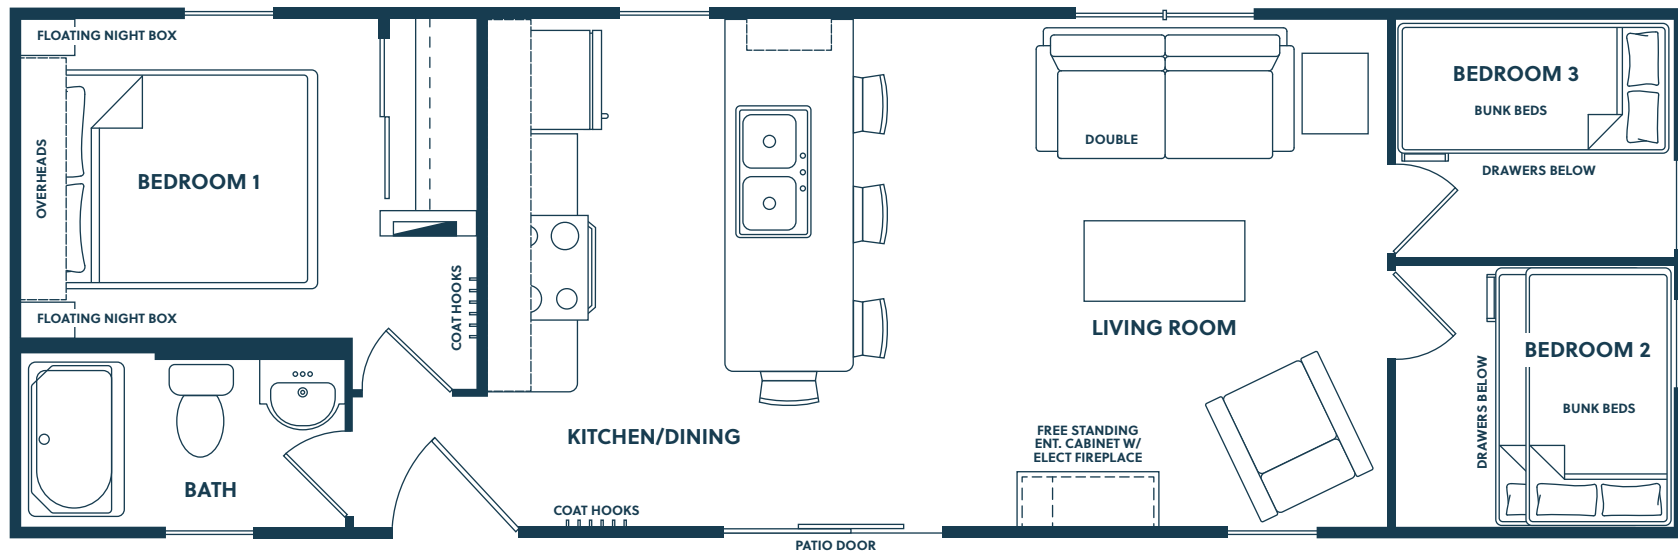 FLOATING NIGHT BOX
OVERHEADS
BEDROOM 1
FLOATING NIGHT BOX
COAT HOOKS
BATH
KITCHEN/DINING
COAT HOOKS
PATIO DOOR
DOUBLE
LIVING ROOM
FREE STANDING
ENT. CABINET W/
ELECT FIREPLACE
BEDROOM 3
BUNK BEDS
DRAWERS BELOW
BEDROOM 2
DRAWERS BELOW
BUNK BEDS